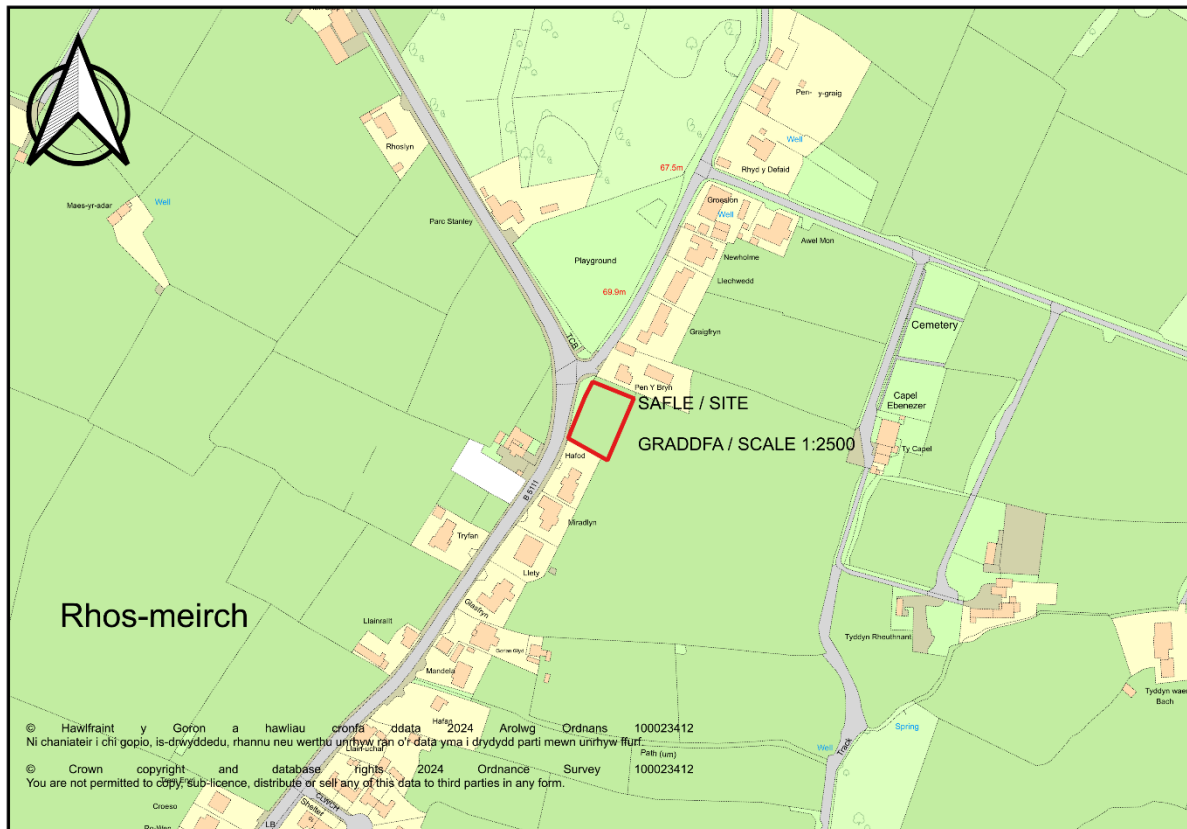 Pen- y-graig
Well
Rhoslyn
67.5m
Rhyd y Defaid
Maes-yr-adar
Well
Groeslon
Well
Parc Stanley
Awel Mon
Newholme
Playground
Llechwedd
69.9m
Cemetery
Graigfryn
TCB
Pen Y Bryn
SAFLE / SITE
Capel
Ebenezer
GRADDFA / SCALE 1:2500
Ty Capel
Hafod
B 5111
Miradlyn
Tryfan
Llety
Glasfryn
Rhos-meirch
Llainrallt
Tyddyn Rheuthnant
Mandela
Tyddyn waen
Bach
Hafan
Spring
© Hawlfraint y Goron a hawliau cronfa ddata 2024 Arolwg Ordnans 100023412
Ni chaniateir i chi gopio, is-drwyddedu, rhannu neu werthu unrhyw ran o'r data yma i drydydd parti mewn unrhyw ffurf.
Well
Track
Path (um)
© Crown copyright and database rights 2024 Ordnance Survey 100023412
You are not permitted to copy, sub-licence, distribute or sell any of this data to third parties in any form.
Croeso
Shelter
LB